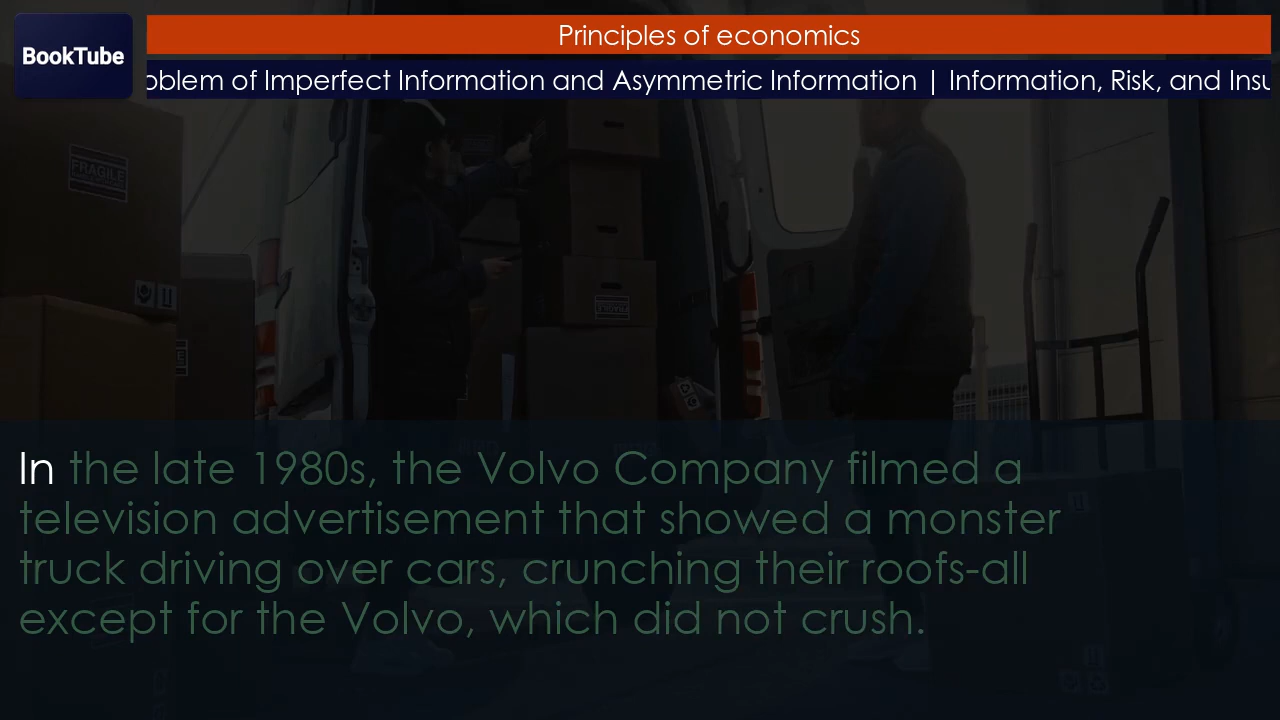 BookTube
Principles of economics
oblem of Imperfect Information and Asymmetric Information | Information, Risk, and Insu
FRAGILE
In the late 1980s, the Volvo Company filmed a
television advertisement that showed a monster
truck driving over cars, crunching their roofs-all
except for the Volvo, which did not crush.